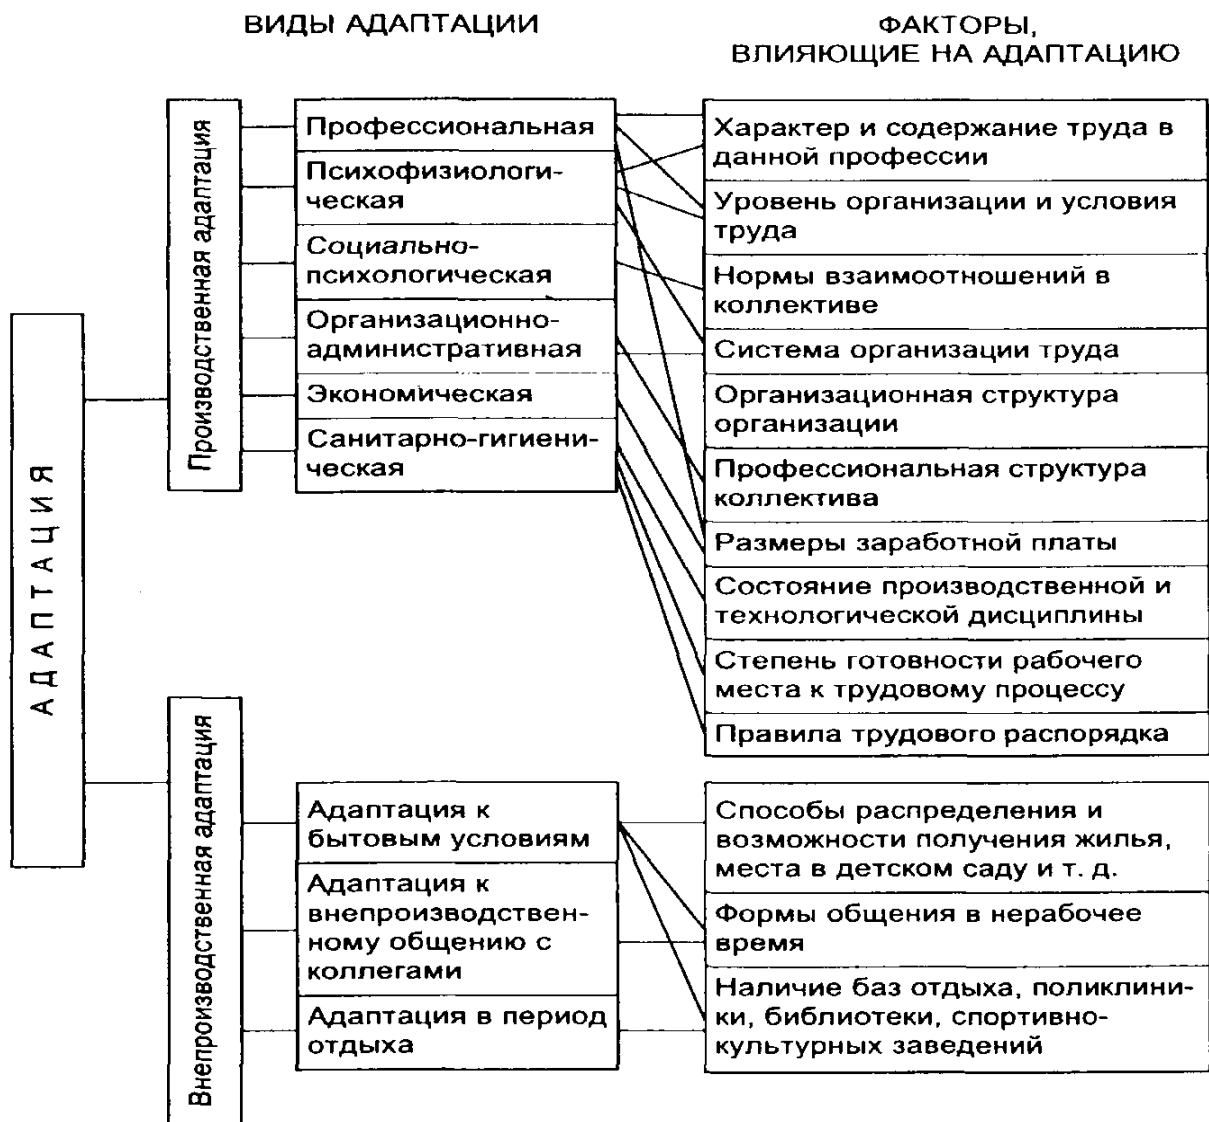 ВИДЫ АДАПТАЦИИ
ФАКТОРЫ,
ВЛИЯЮЩИЕ НА АДАПТАЦИЮ
АДАПТАЦИЯ
Производственная адаптация
Профессиональная
Психофизиологи-
ческая
Социально-
психологическая
Организационно-
административная
Экономическая
Санитарно-гигиени-
ческая
Характер и содержание труда в
данной профессии
Уровень организации и условия
труда
Нормы взаимоотношений в
коллективе
Система организации труда
Организационная структура
организации
Профессиональная структура
коллектива
Размеры заработной платы
Состояние производственной и
технологической дисциплины
Степень готовности рабочего
места к трудовому процессу
Правила трудового распорядка
Внепроизводственная адаптация
Адаптация к
бытовым условиям
Адаптация к
внепроизводствен-
ному общению с
коллегами
Адаптация в период
отдыха
Способы распределения и
возможности получения жилья,
места в детском саду и т. д.
Формы общения в нерабочее
время
Наличие баз отдыха, поликлини-
ки, библиотеки, спортивно-
культурных заведений